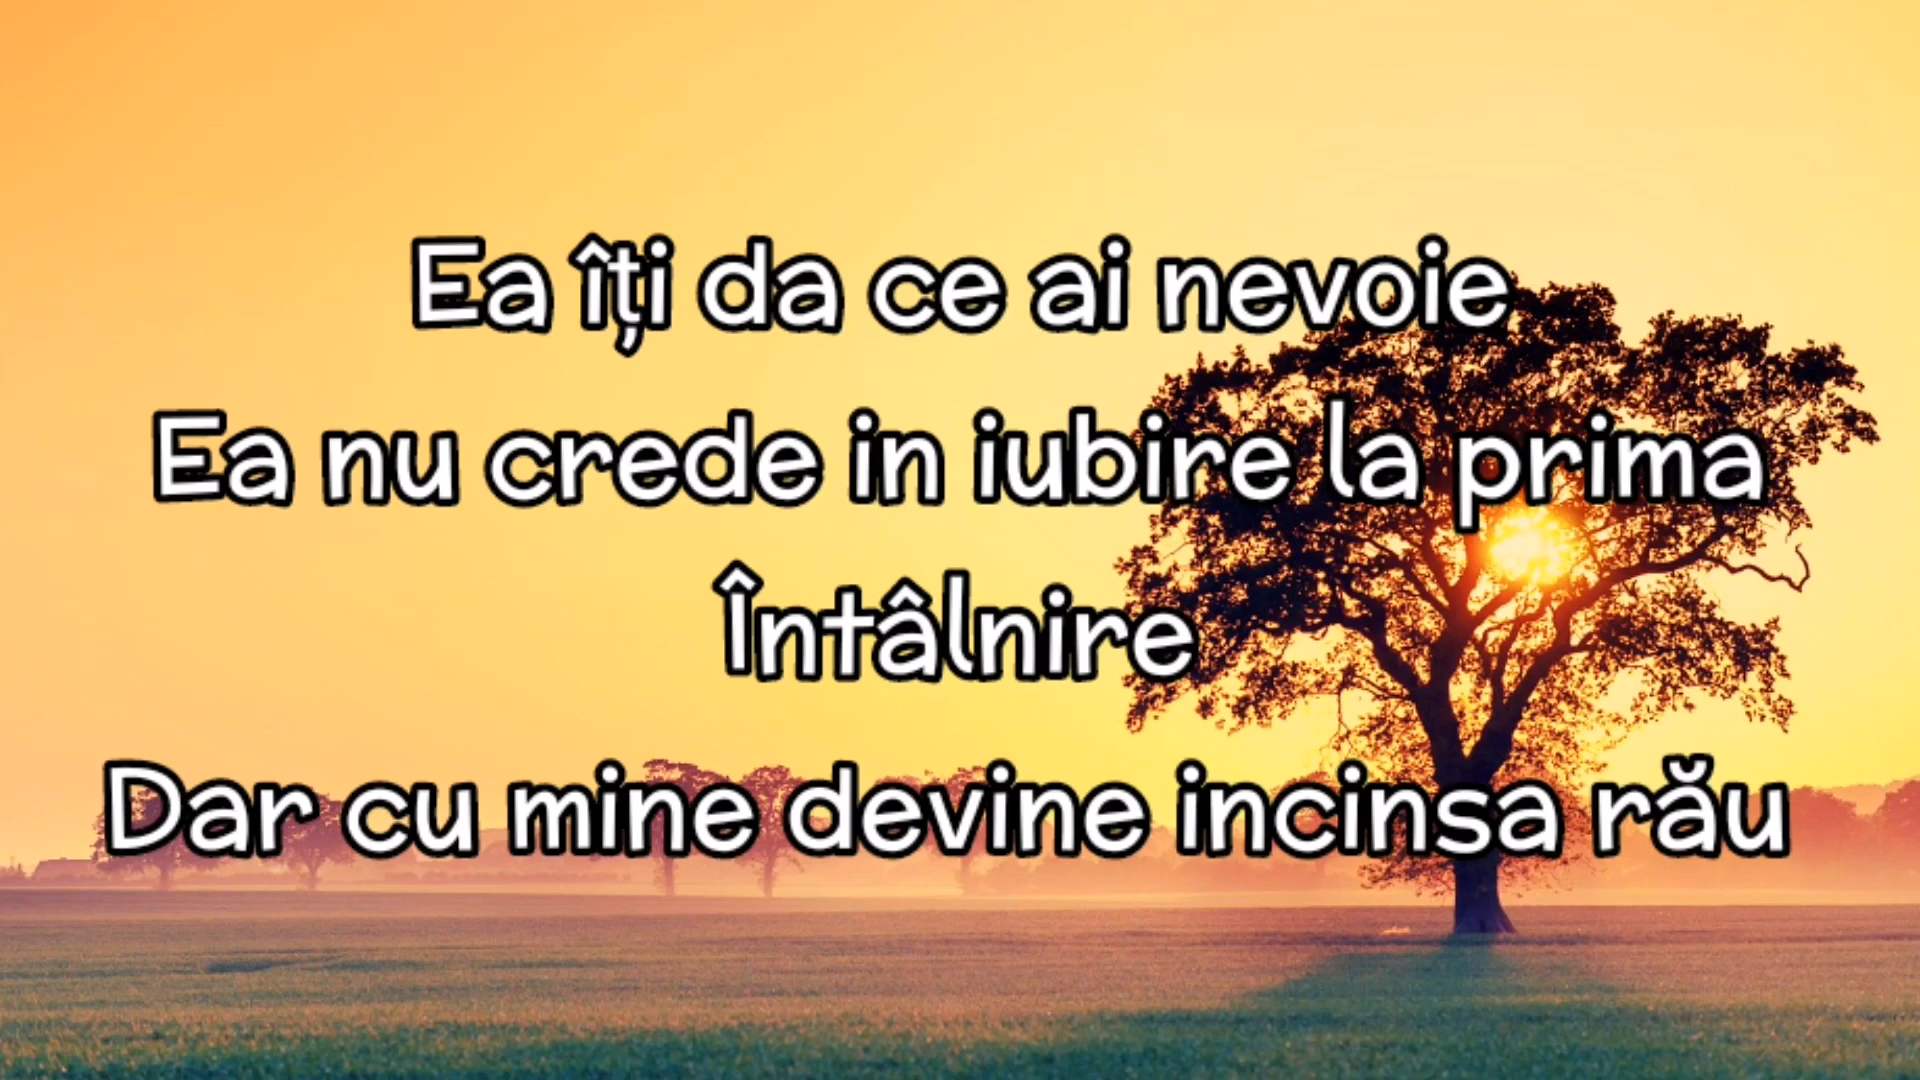 Ea îți da ce ai nevoie
Ea nu crede in iubire la prima
Întâlnire
Dar cu mine devine incinsa rău